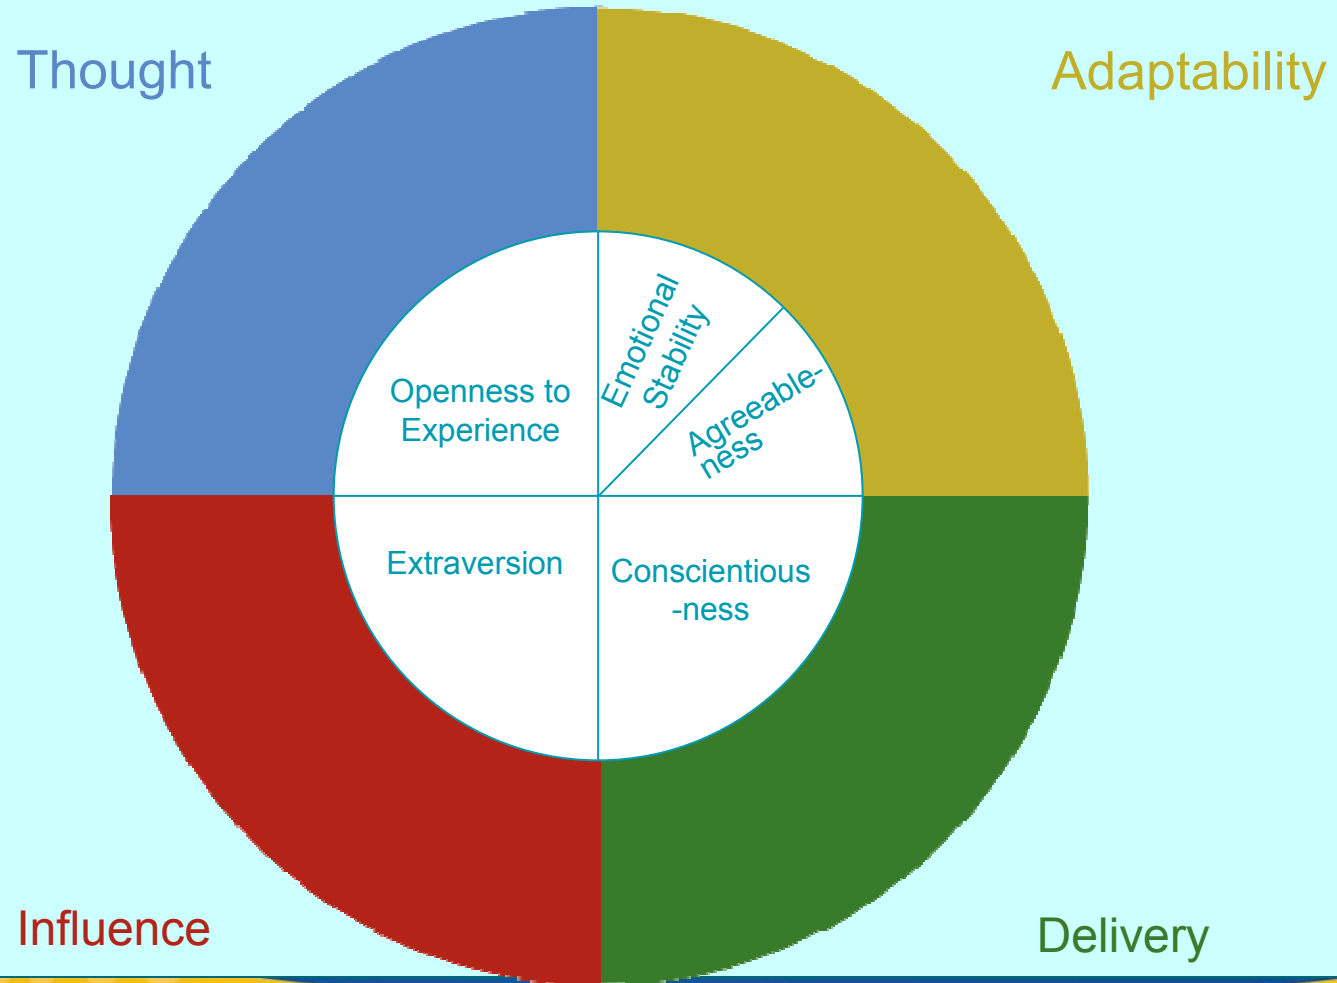 Thought
Adaptability
Emotional
Stability
Agreeable-
ness
Openness to
Experience
Extraversion
Conscientious
-ness
Influence
Delivery